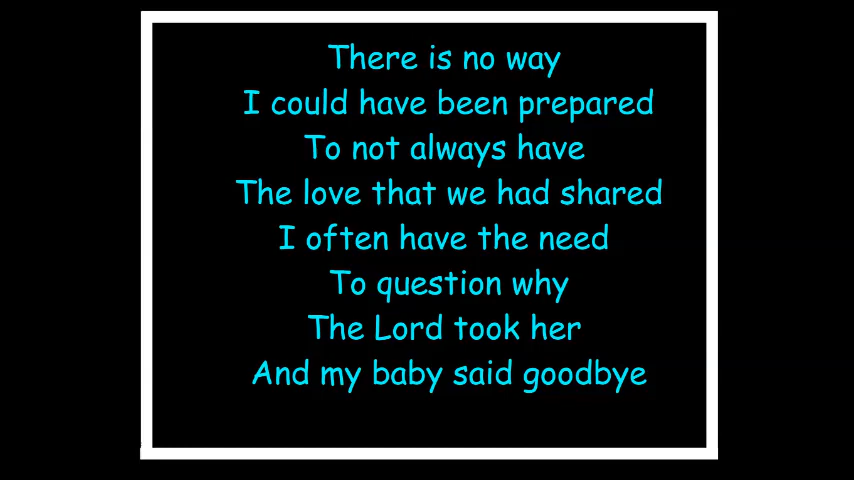 There is no way
I could have been prepared
To not always have
The love that we had shared
I often have the need
To question why
The Lord took her
And my baby said goodbye